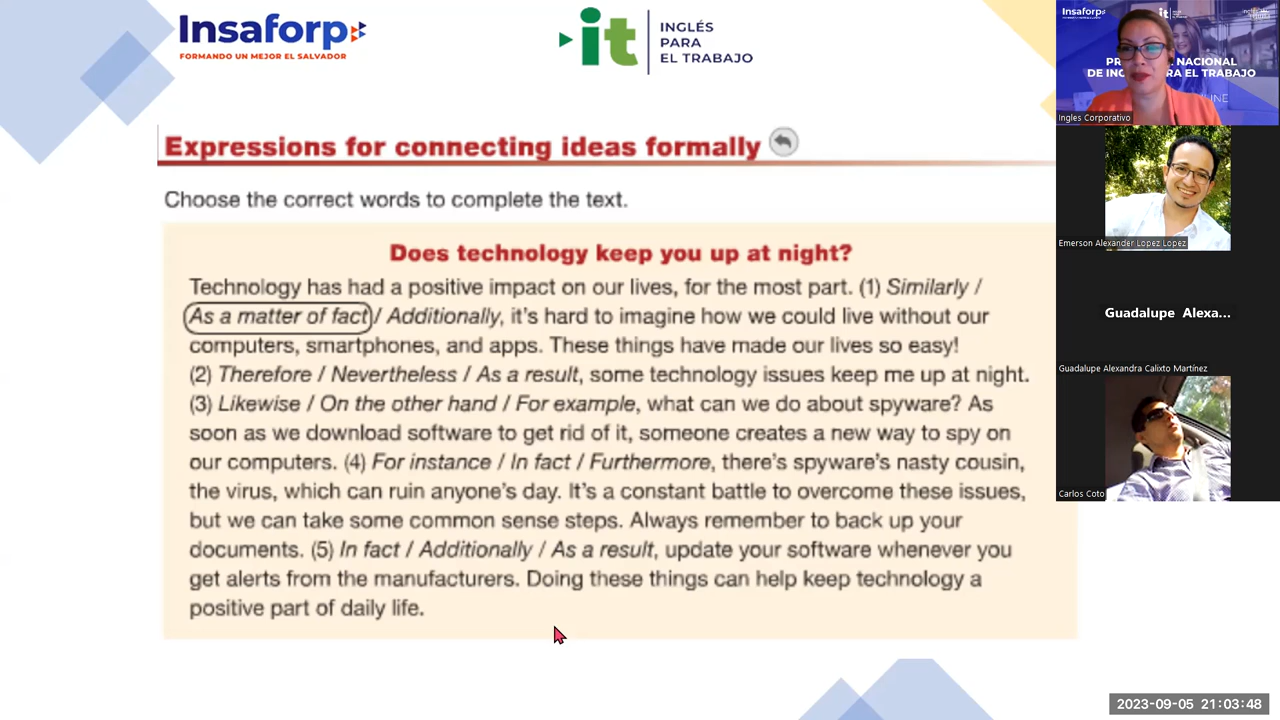 Insaforp
FORMANDO UN MEJOR EL SALVADOR
it
INGLÉS
PARA
EL TRABAJO
Expressions for connecting ideas formally
Choose the correct words to complete the text.
Does technology keep you up at night?
Technology has had a positive impact on our lives, for the most part. (1) Similarly /
As a matter of fact / Additionally, it's hard to imagine how we could live without our
computers, smartphones, and apps. These things have made our lives so easy!
(2) Therefore / Nevertheless / As a result, some technology issues keep me up at night.
(3) Likewise / On the other hand / For example, what can we do about spyware? As
soon as we download software to get rid of it, someone creates a new way to spy on
our computers. (4) For instance / In fact / Furthermore, there's spyware's nasty cousin,
the virus, which can ruin anyone's day. It's a constant battle to overcome these issues,
but we can take some common sense steps. Always remember to back up your
documents. (5) In fact / Additionally / As a result, update your software whenever you
get alerts from the manufacturers. Doing these things can help keep technology a
positive part of daily life.
Insaforp
it
Ingles Corporativo
Emerson Alexander Lopez Lopez
Guadalupe Alexa...
Guadalupe Alexandra Calixto Martínez
Carlos Coto
2023-09-05 21:03:48